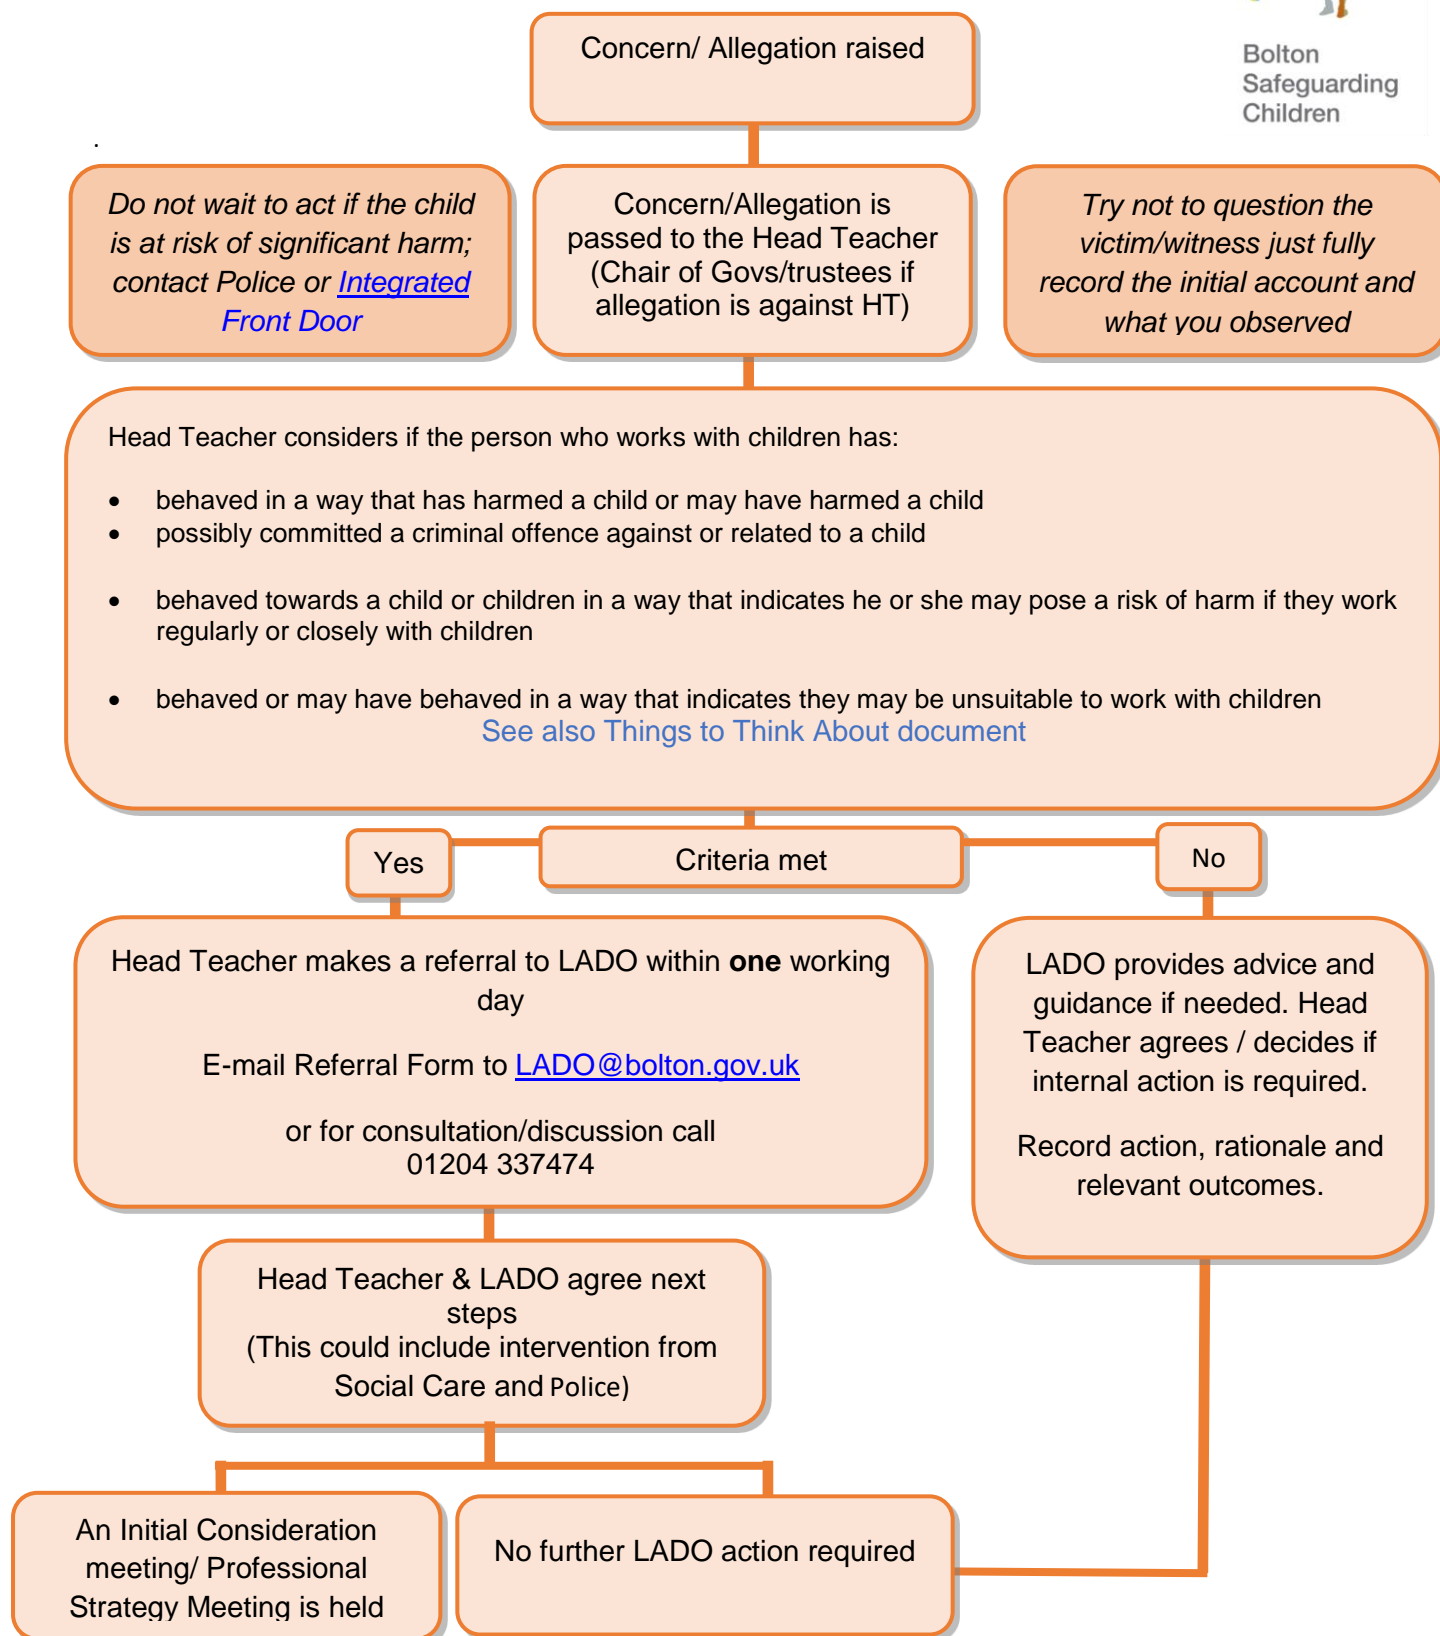 Concern/ Allegation raised
Bolton
Safeguarding
Children
.
Do not wait to act if the child
is at risk of significant harm;
contact Police or Integrated
Front Door
Concern/Allegation is
passed to the Head Teacher
(Chair of Govs/trustees if
allegation is against HT)
Try not to question the
victim/witness just fully
record the initial account and
what you observed
Head Teacher considers if the person who works with children has:
• behaved in a way that has harmed a child or may have harmed a child
• possibly committed a criminal offence against or related to a child
• behaved towards a child or children in a way that indicates he or she may pose a risk of harm if they work
regularly or closely with children
• behaved or may have behaved in a way that indicates they may be unsuitable to work with children
See also Things to Think About document
Yes
Criteria met
No
Head Teacher makes a referral to LADO within one working
day
E-mail Referral Form to LADO@bolton.gov.uk
or for consultation/discussion call
01204 337474
LADO provides advice and
guidance if needed. Head
Teacher agrees / decides if
internal action is required.
Record action, rationale and
relevant outcomes.
Head Teacher & LADO agree next
steps
(This could include intervention from
Social Care and Police)
An Initial Consideration
meeting/ Professional
Strategy Meeting is held
No further LADO action required